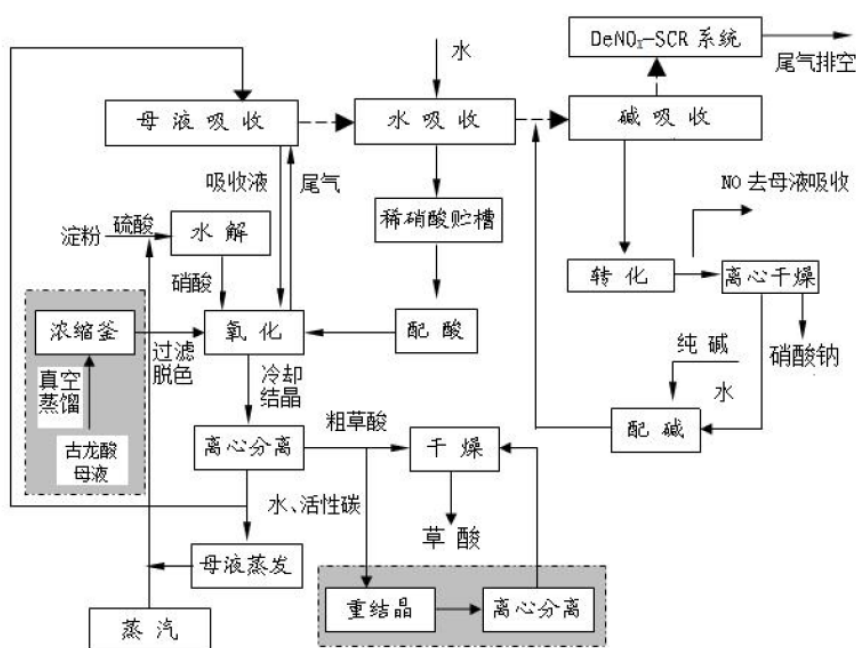 DeNOx-SCR 系统
尾气排空
水
母液吸收
水吸收
碱吸收
吸收液
尾气
NO去母液吸收
稀硝酸贮槽
淀粉
硫酸
水解
转化
离心干燥
硝酸
浓缩釜
过滤
脱色
氧化
配酸
硝酸钠
纯碱
水
真空
蒸馏
冷却
结晶
粗草酸
配碱
古龙酸
母液
离心分离
干燥
水、活性碳
草酸
母液蒸发
重结晶
离心分离
蒸汽